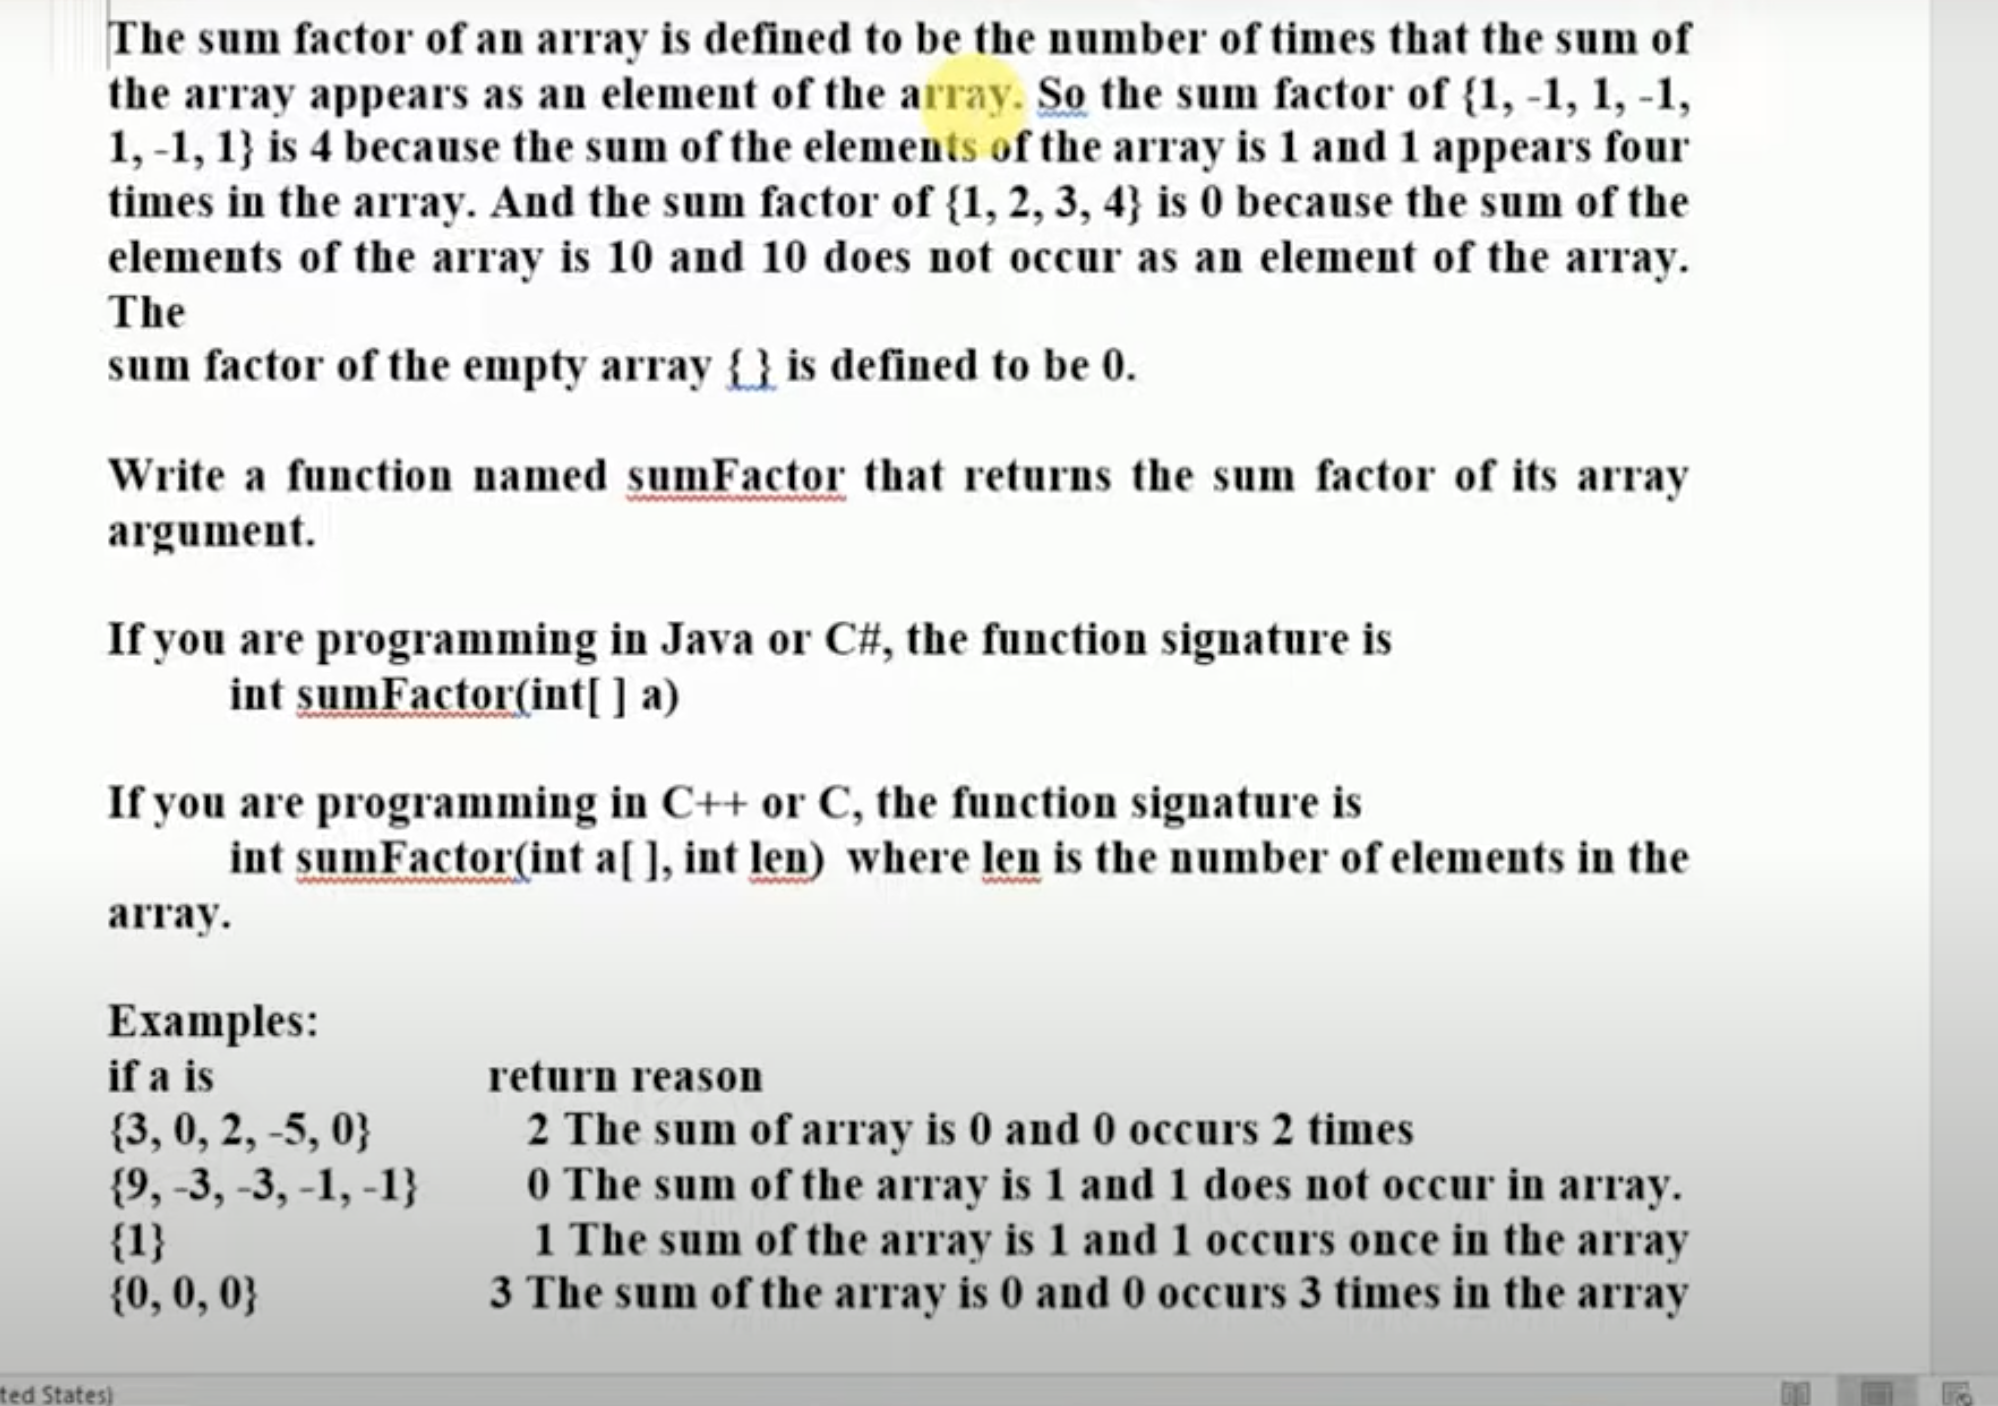 The sum factor of an array is defined to be the number of times that the sum of
the array appears as an element of the array. So the sum factor of {1, -1, 1, -1,
1, -1, 1} is 4 because the sum of the elements of the array is 1 and 1 appears four
times in the array. And the sum factor of {1, 2, 3, 4} is 0 because the sum of the
elements of the array is 10 and 10 does not occur as an element of the array.
The
sum factor of the empty array { } is defined to be 0.
Write a function named sumFactor that returns the sum factor of its array
argument.
If you are programming in Java or C#, the function signature is
int sumFactor(int[ ] a)
If you are programming in C++ or C, the function signature is
int sumFactor(int a[ ], int len) where len is the number of elements in the
array.
Examples:
if a is return reason
{3, 0, 2, -5, 0} 2 The sum of array is 0 and 0 occurs 2 times
{9, -3, -3, -1, -1} 0 The sum of the array is 1 and 1 does not occur in array.
{1} 1 The sum of the array is 1 and 1 occurs once in the array
{0, 0, 0} 3 The sum of the array is 0 and 0 occurs 3 times in the array
ted States)